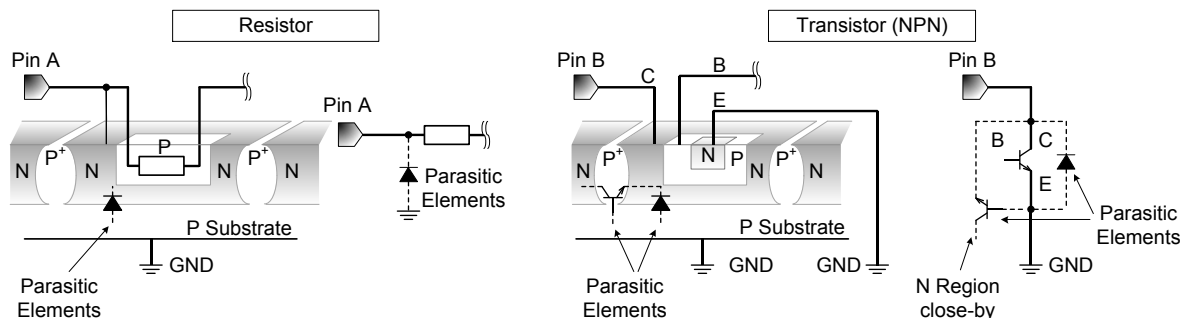 Resistor
Pin A
N
P+
N
P
N
P+
N
P Substrate
GND
Parasitic
Elements
Pin A
Parasitic
Elements
Transistor (NPN)
Pin B
C
B
E
N
P+
N
N
P
N
P+
N
P Substrate
GND
GND
Parasitic
Elements
Pin B
B
C
E
Parasitic
Elements
GND
N Region
close-by